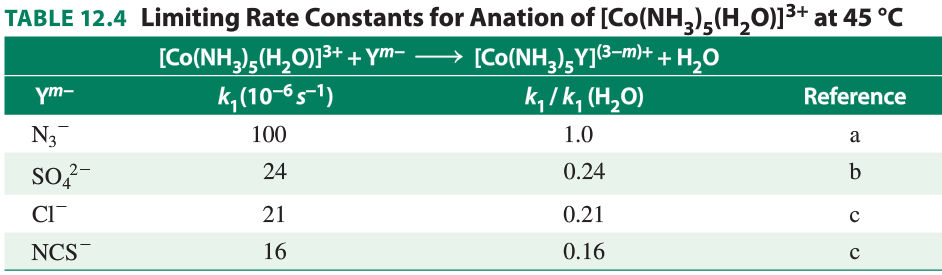 TABLE 12.4 Limiting Rate Constants for Anation of [Co(NH₃)₅(H₂O)]³⁺ at 45 °C
[Co(NH₃)₅(H₂O)]³⁺ + Yᵐ⁻ ⟶ [Co(NH₃)₅Y]⁽³⁻ᵐ⁾⁺ + H₂O
Yᵐ⁻ k₁(10⁻⁶ s⁻¹) k₁ / k₁ (H₂O) Reference
N₃⁻ 100 1.0 a
SO₄²⁻ 24 0.24 b
Cl⁻ 21 0.21 c
NCS⁻ 16 0.16 c